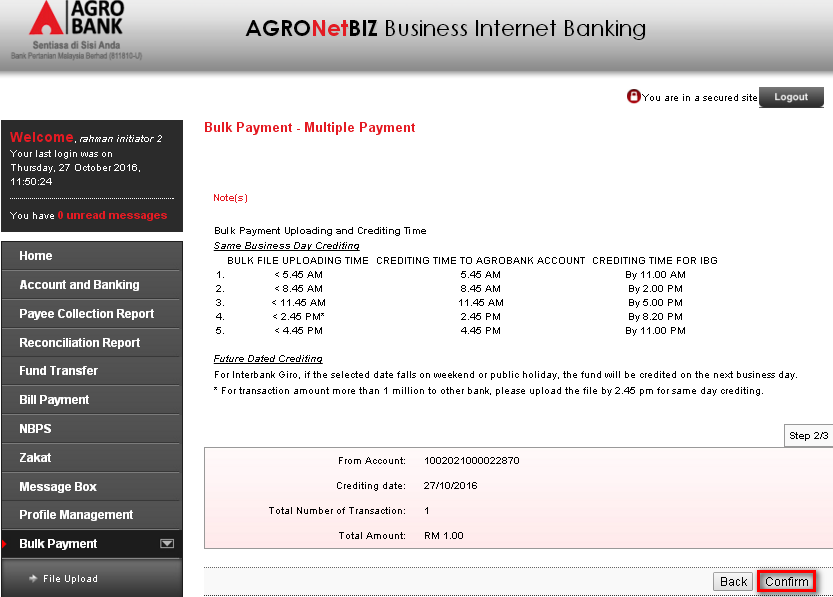 AGRO
BANK
Sentiasa di Sisi Anda
Bank Pertanian Malaysia Berhad (811810-U)
AGRONetBIZ Business Internet Banking
You are in a secured site
Logout
Welcome, rahman initiator 2
Your last login was on
Thursday, 27 October 2016,
11:50:24
You have 0 unread messages
Home
Account and Banking
Payee Collection Report
Reconciliation Report
Fund Transfer
Bill Payment
NBPS
Zakat
Message Box
Profile Management
Bulk Payment
File Upload
Bulk Payment - Multiple Payment
Note(s)
Bulk Payment Uploading and Crediting Time
Same Business Day Crediting
BULK FILE UPLOADING TIME CREDITING TIME TO AGROBANK ACCOUNT CREDITING TIME FOR IBG
1. < 5.45 AM 5.45 AM By 11.00 AM
2. < 8.45 AM 8.45 AM By 2.00 PM
3. < 11.45 AM 11.45 AM By 5.00 PM
4. < 2.45 PM* 2.45 PM By 8.20 PM
5. < 4.45 PM 4.45 PM By 11.00 PM
Future Dated Crediting
For Interbank Giro, if the selected date falls on weekend or public holiday, the fund will be credited on the next business day.
* For transaction amount more than 1 million to other bank, please upload the file by 2.45 pm for same day crediting.
Step 2/3
From Account: 1002021000022870
Crediting date: 27/10/2016
Total Number of Transaction: 1
Total Amount: RM 1.00
Back Confirm